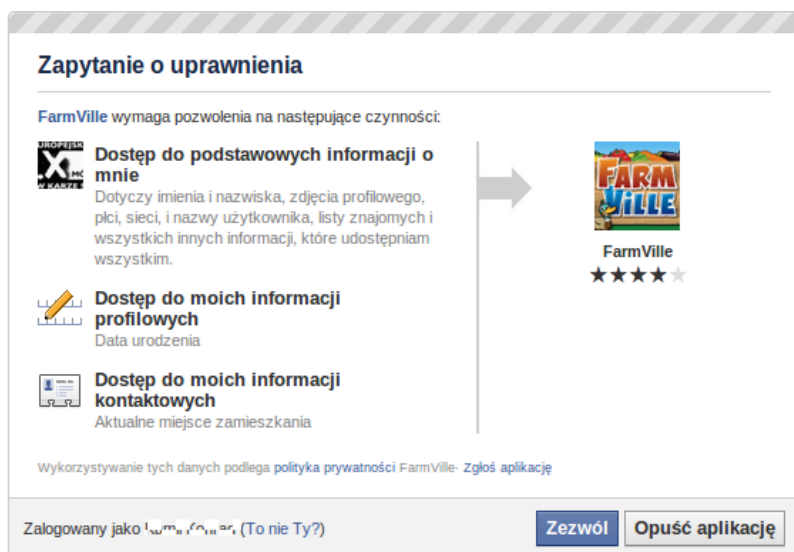 Zapytanie o uprawnienia
FarmVille wymaga pozwolenia na następujące czynności:
Dostęp do podstawowych informacji o
mnie
Dotyczy imienia i nazwiska, zdjęcia profilowego,
płci, sieci, i nazwy użytkownika, listy znajomych i
wszystkich innych informacji, które udostępniam
wszystkim.
Dostęp do moich informacji
profilowych
Data urodzenia
Dostęp do moich informacji
kontaktowych
Aktualne miejsce zamieszkania
FARM
VILLE
FarmVille
Wykorzystywanie tych danych podlega polityka prywatności FarmVille· Zgłoś aplikację
Zalogowany jako (To nie Ty?)
Zezwól
Opuść aplikację